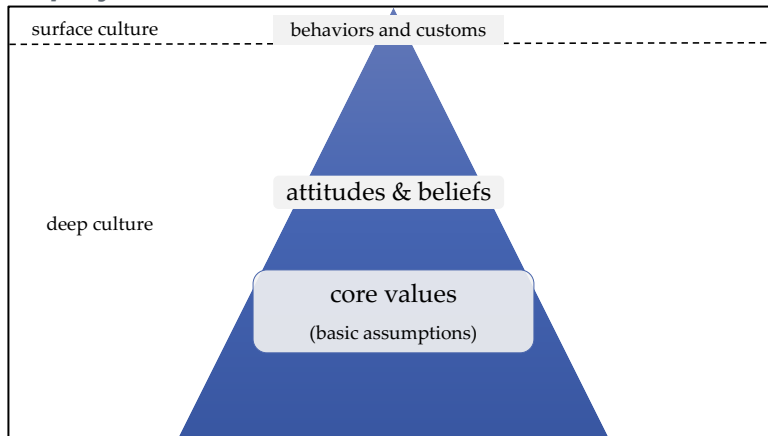 surface culture
behaviors and customs
attitudes & beliefs
deep culture
core values
(basic assumptions)